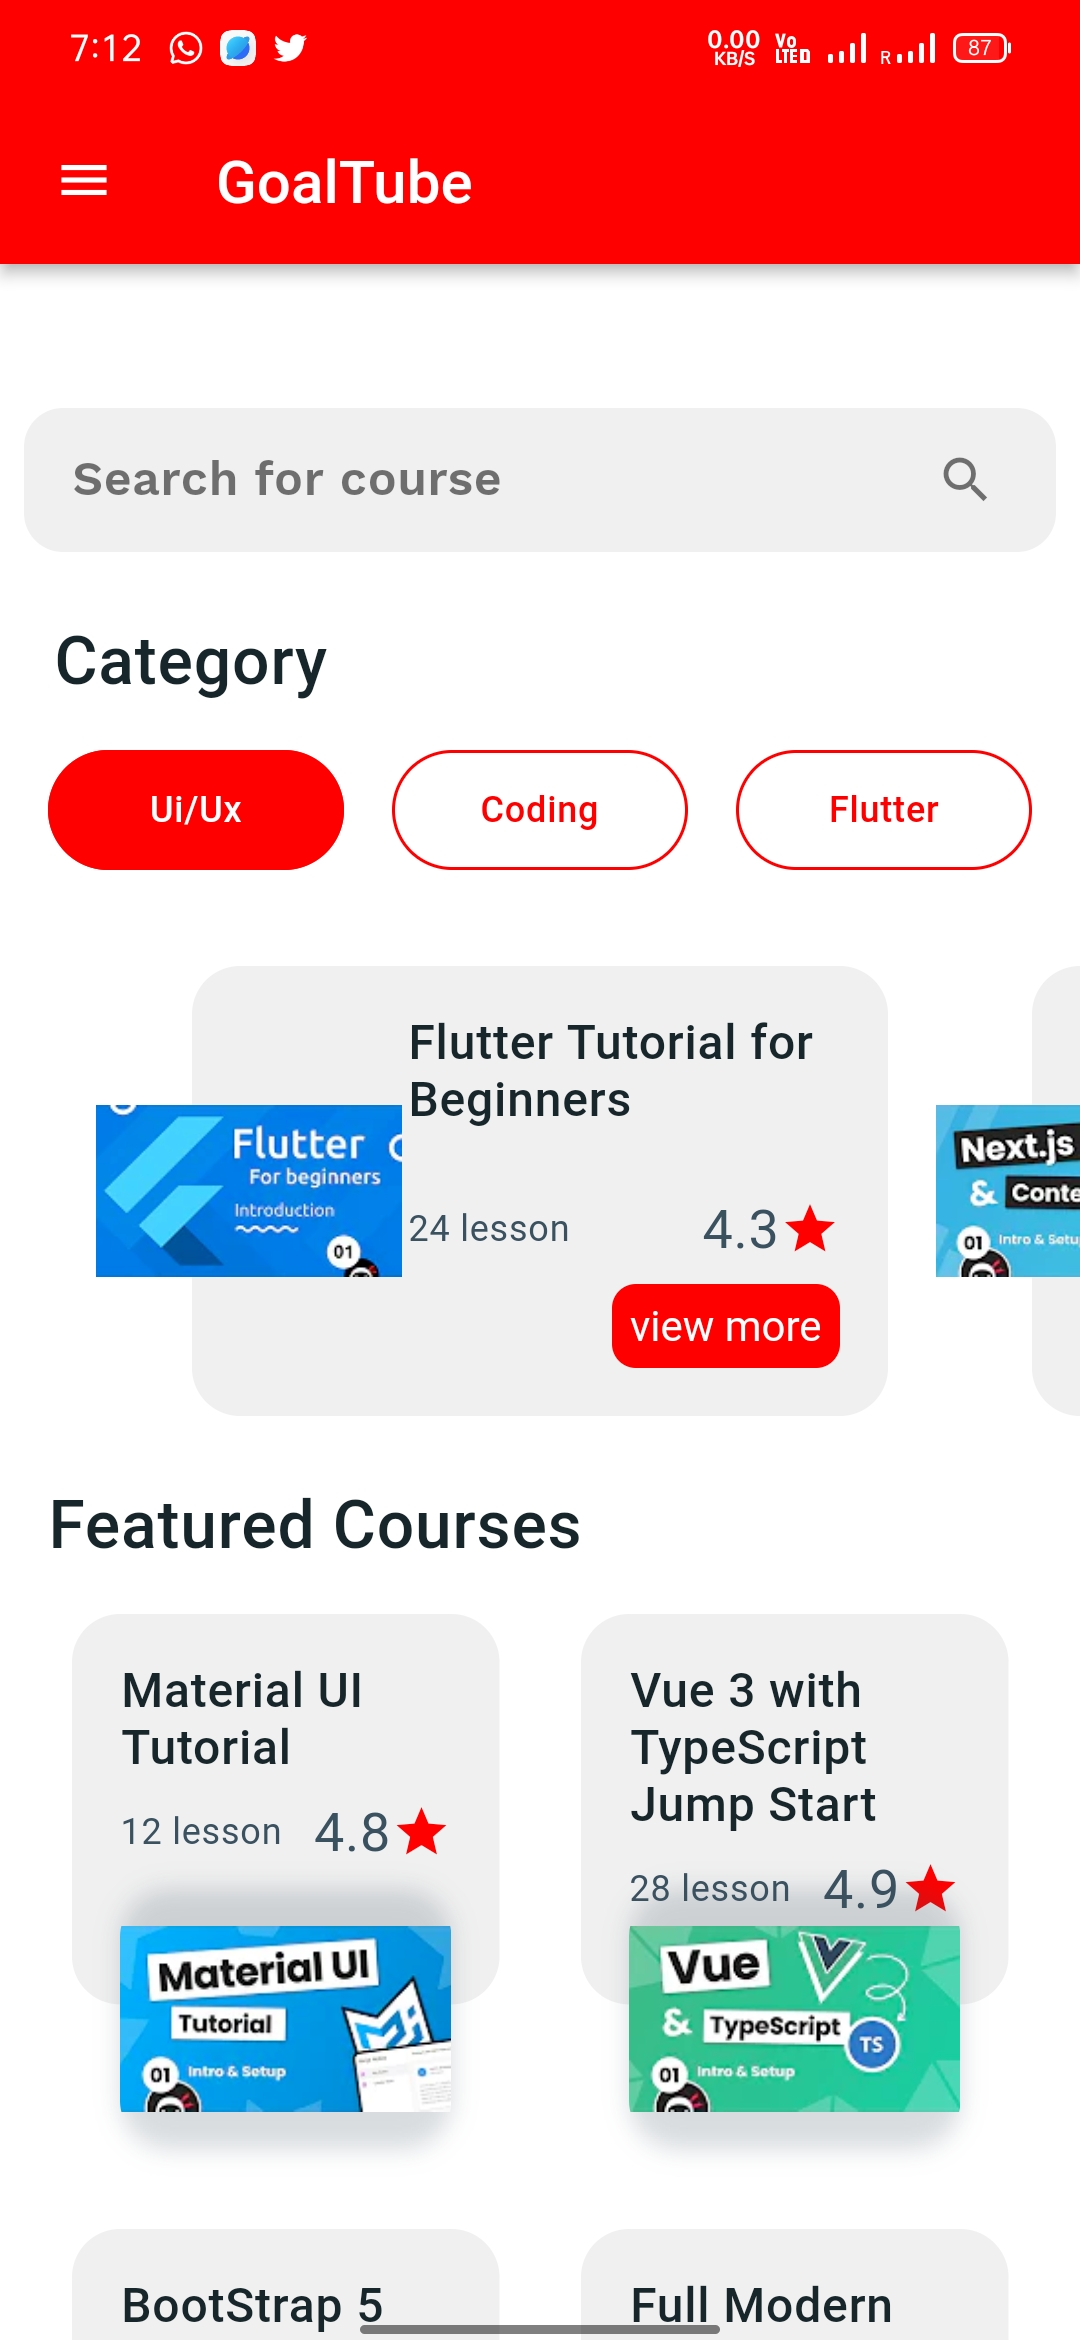 7:12
0.00
KB/S
Vo
LTED
R
87
GoalTube
Search for course
Category
Ui/Ux
Coding
Flutter
Flutter Tutorial for
Beginners
Flutter
For beginners
Introduction
01
24 lesson
4.3
view more
Next.js
& Conte
01 Intro & Setu
Featured Courses
Material UI
Tutorial
12 lesson
4.8
Material UI
Tutorial
01 Intro & Setup
Vue 3 with
TypeScript
Jump Start
28 lesson
4.9
Vue
& TypeScript
TS
01 Intro & Setup
BootStrap 5
Full Modern